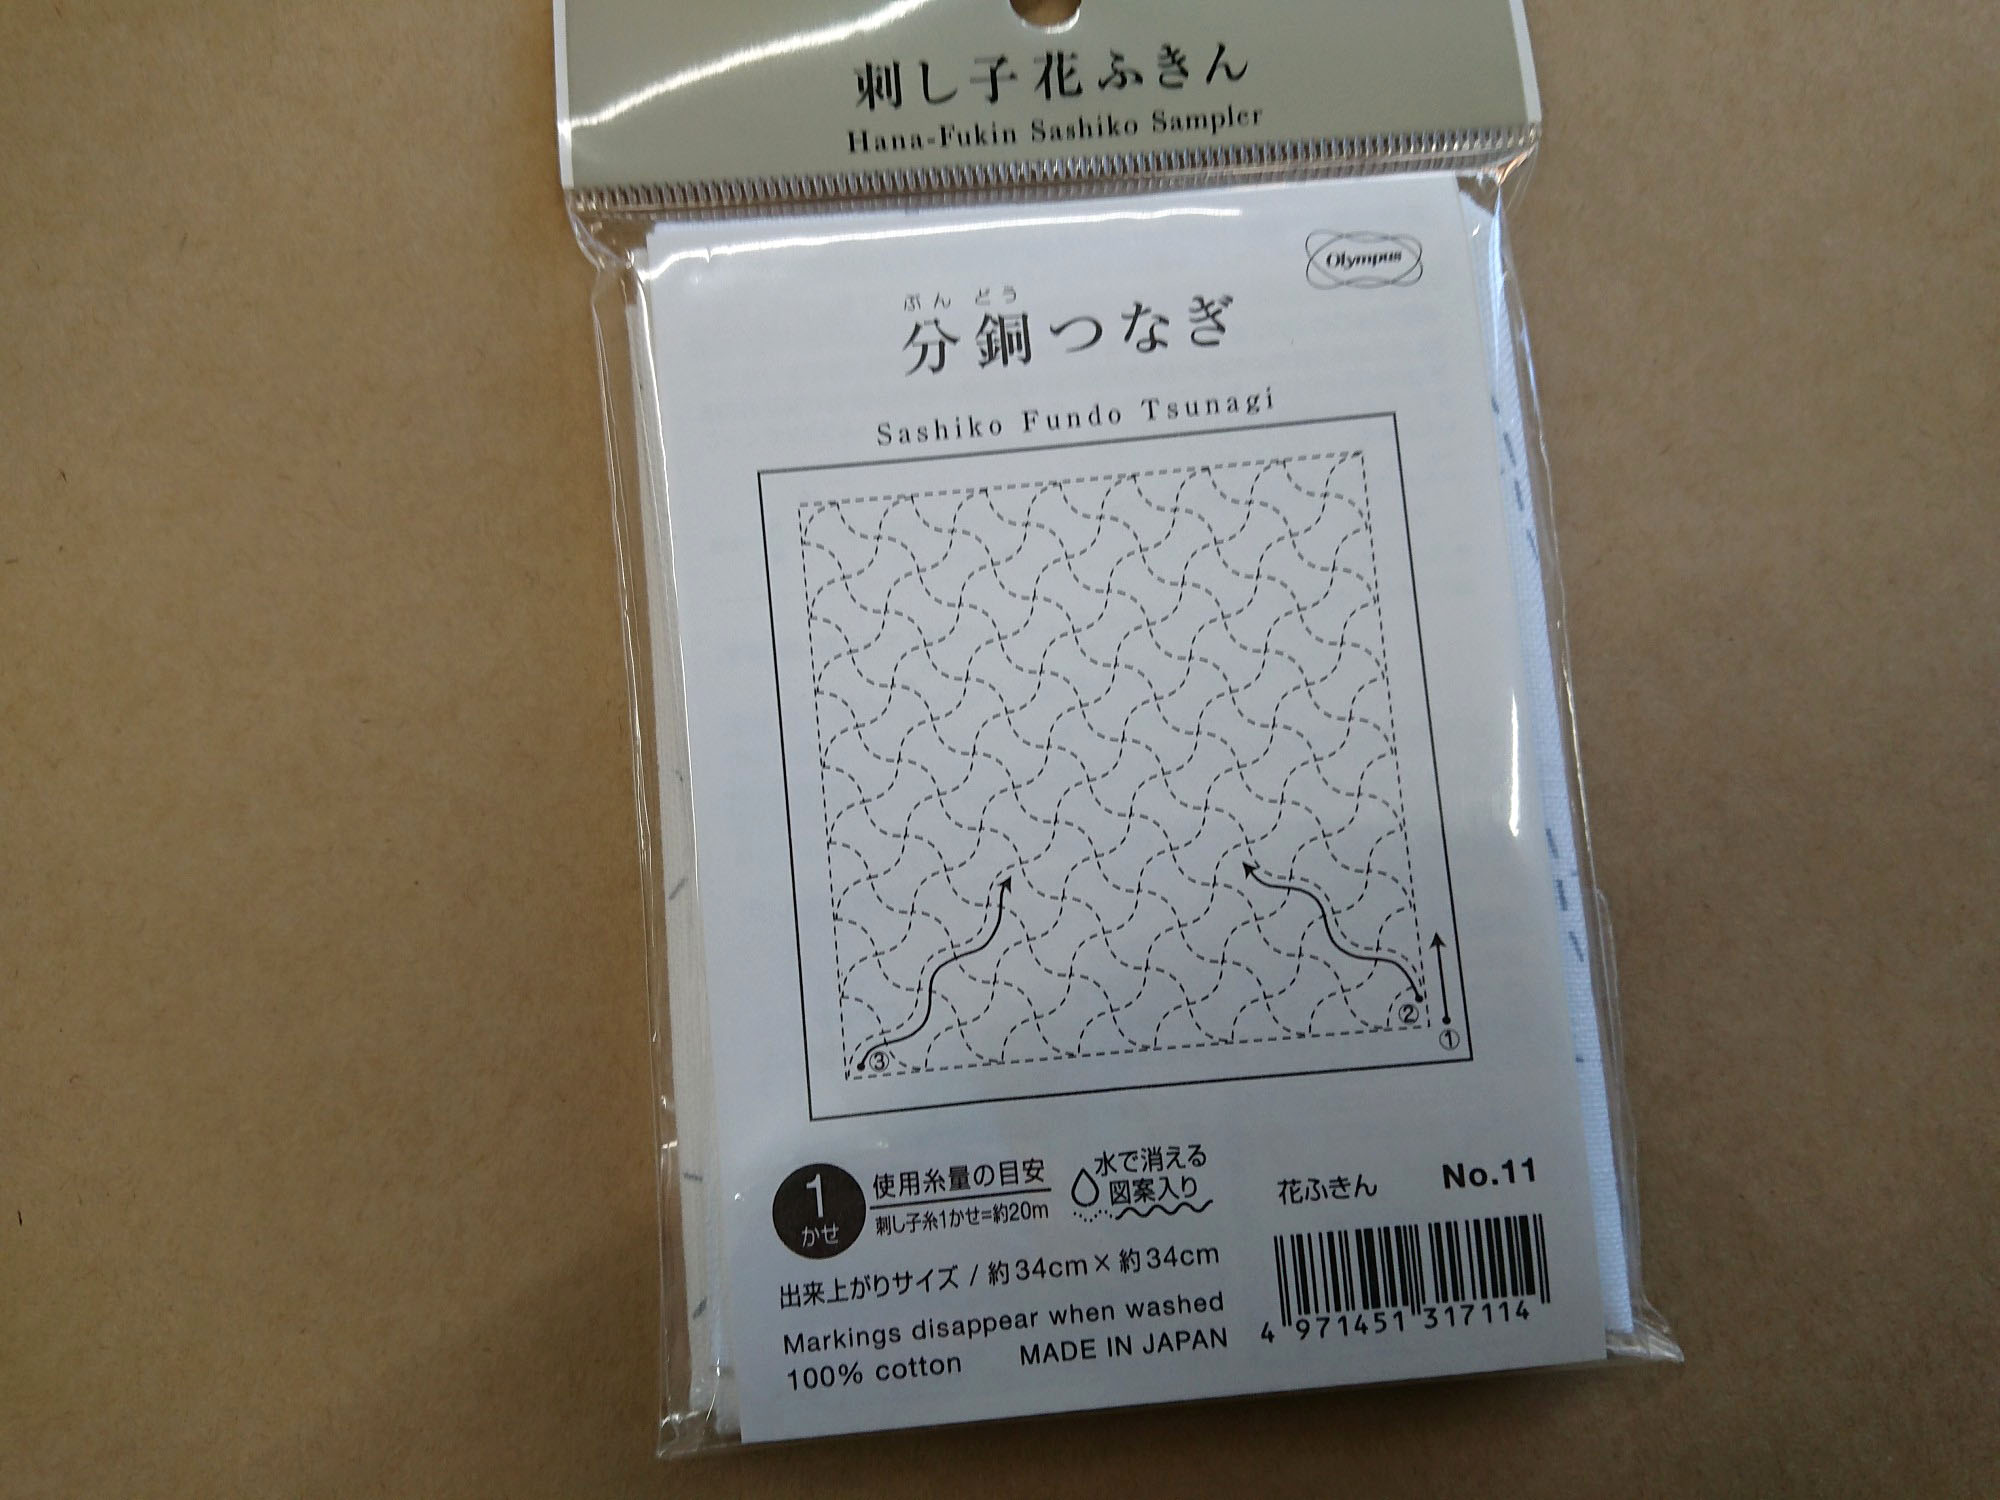 刺し子花ふきん
Hana-Fukin Sashiko Sampler
Olympus
ぶんどう
分銅つなぎ
Sashiko Fundo Tsunagi
②
①
③
1
かせ
使用糸量の目安
刺し子糸1かせ=約20m
水で消える
図案入り
花ふきん No.11
出来上がりサイズ / 約34cm×約34cm
Markings disappear when washed
100% cotton MADE IN JAPAN
4 971451 317114